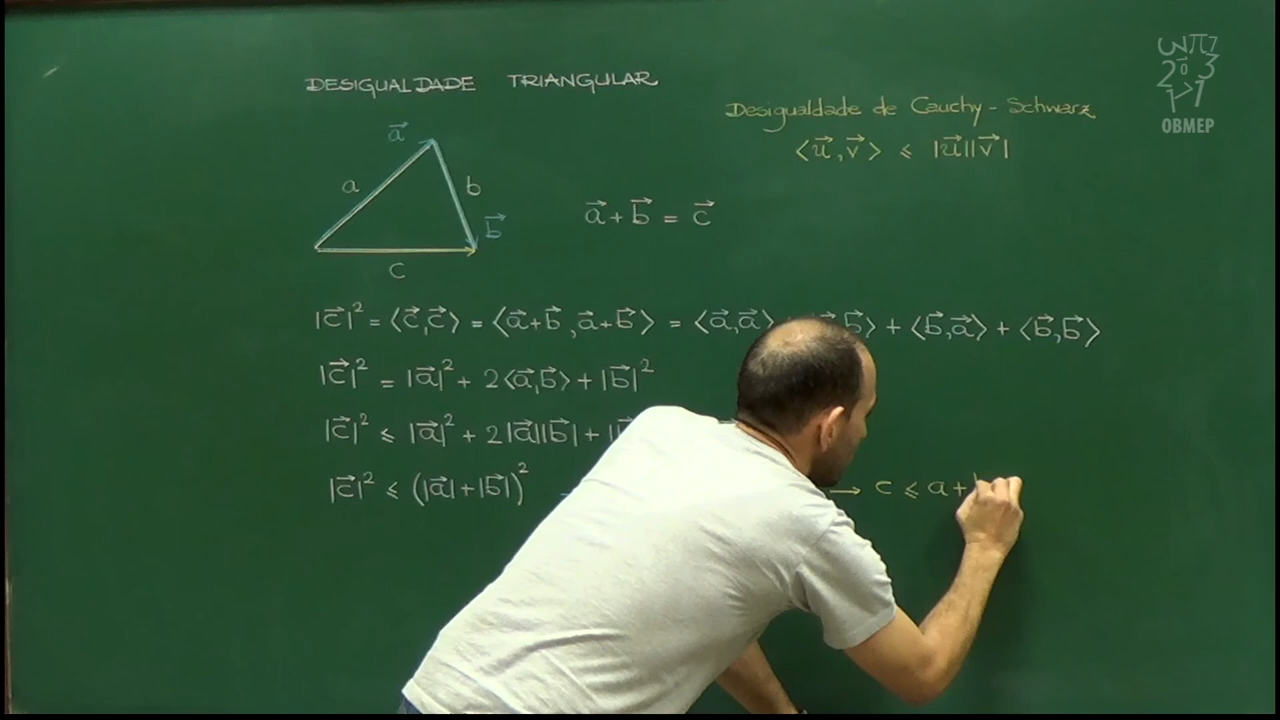 DESIGUALDADE TRIANGULAR
Desigualdade de Cauchy-Schwarz
⟨u⃗, v⃗⟩ ≤ |u⃗||v⃗|
a⃗
a
b
b⃗
c
a⃗ + b⃗ = c⃗
|c⃗|² = ⟨c⃗, c⃗⟩ = ⟨a⃗+b⃗, a⃗+b⃗⟩ = ⟨a⃗, a⃗⟩ b⃗⟩ + ⟨b⃗, a⃗⟩ + ⟨b⃗, b⃗⟩
|c⃗|² = |a⃗|² + 2⟨a⃗, b⃗⟩ + |b⃗|²
|c⃗|² ≤ |a⃗|² + 2|a⃗||b⃗| +
|c⃗|² ≤ (|a⃗| + |b⃗|)² → c ≤ a +
OBMEP